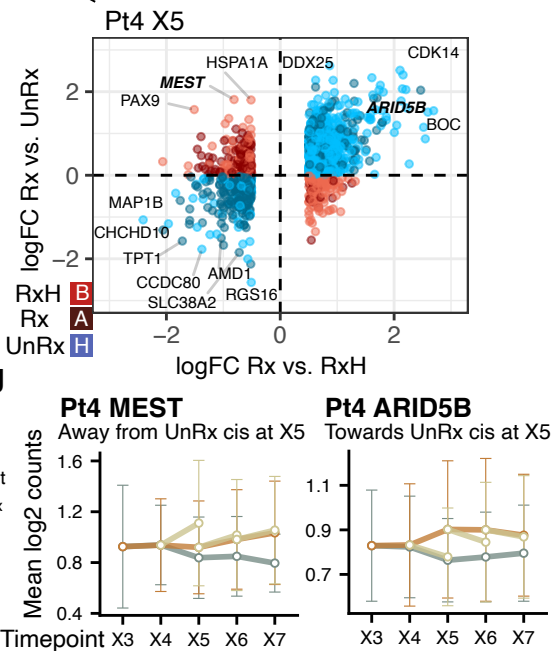 Pt4 X5
HSPA1A
DDX25
CDK14
MEST
PAX9
ARID5B
BOC
MAP1B
CHCHD10
TPT1
CCDC80
AMD1
SLC38A2
RGS16
logFC Rx vs. UnRx
2
0
−2
RxH B
Rx A
UnRx H
−2 0 2
logFC Rx vs. RxH
Pt4 MEST
Away from UnRx cis at X5
Pt4 ARID5B
Towards UnRx cis at X5
Mean log2 counts
1.6
1.2
0.8
0.4
1.1
0.9
0.7
Timepoint X3 X4 X5 X6 X7
X3 X4 X5 X6 X7